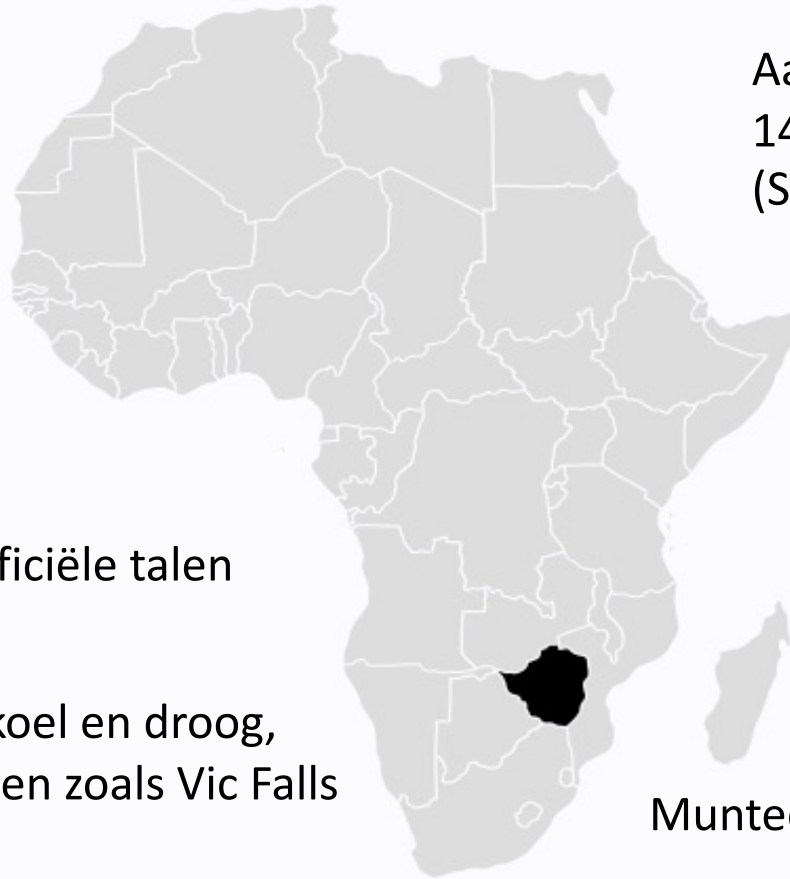 Aa
14
(S
ficiële talen
koel en droog,
en zoals Vic Falls
Munte